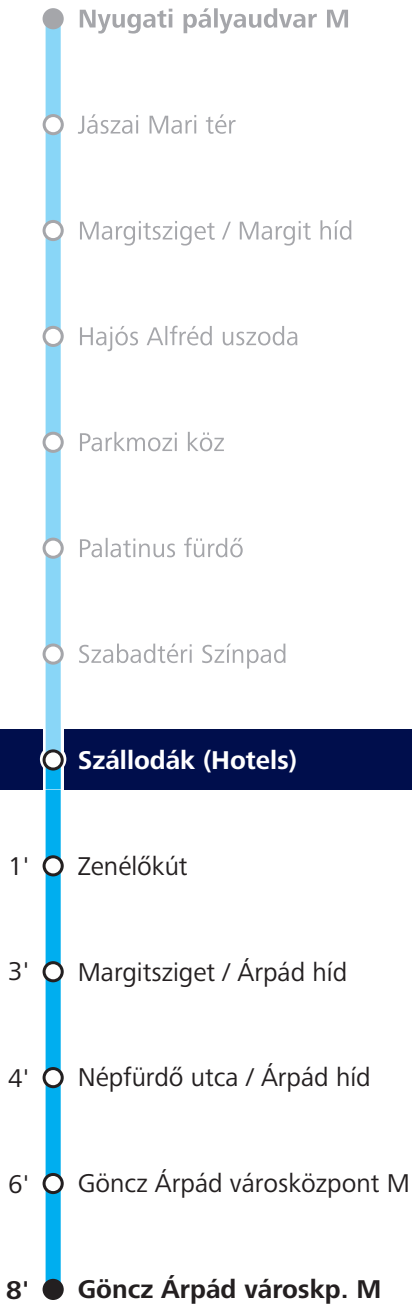 Nyugati pályaudvar M
Jászai Mari tér
Margitsziget / Margit híd
Hajós Alfréd uszoda
Parkmozi köz
Palatinus fürdő
Szabadtéri Színpad
Szállodák (Hotels)
1' Zenélőkút
3' Margitsziget / Árpád híd
4' Népfürdő utca / Árpád híd
6' Göncz Árpád városközpont M
8' Göncz Árpád városkp. M